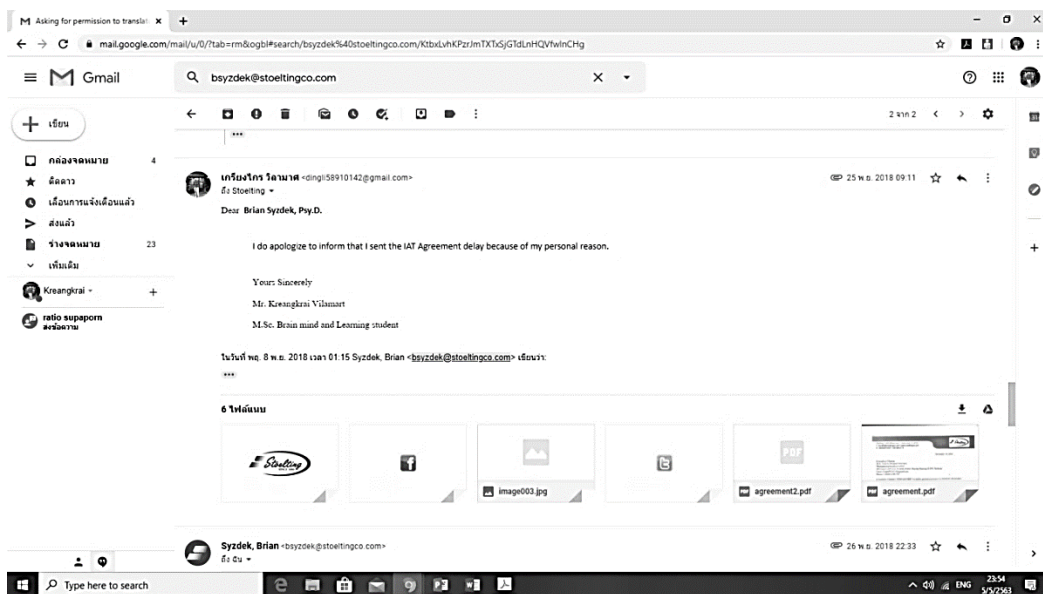 Asking for permission to translat
mail.google.com/mail/u/0/?tab=rm&ogbl#search/bsyzdek%40stoeltingco.com/KtbxLvhKPzrJmTXTxSjGTdLnHQVfwlnCHg
Gmail
bsyzdek@stoeltingco.com
เขียน
2 จาก 2
กล่องจดหมาย 4
ติดดาว
เลื่อนการแจ้งเตือนแล้ว
ส่งแล้ว
ร่างจดหมาย 23
เพิ่มเติม
Kreangkrai
ratio supaporn
ส่งข้อความ
เกรียงไกร วิลามาศ <dingli58910142@gmail.com>
25 พ.ย. 2018 09:11
ถึง Stoelting
Dear Brian Syzdek, Psy.D.
I do apologize to inform that I sent the IAT Agreement delay because of my personal reason.
Yours Sincerely
Mr. Kreangkrai Vilamart
M.Sc. Brain mind and Learning student
ในวันที่ พฤ. 8 พ.ย. 2018 เวลา 01:15 Syzdek, Brian <bsyzdek@stoeltingco.com> เขียนว่า:
6 ไฟล์แนบ
Stoelting
image003.jpg
PDF
agreement2.pdf
agreement.pdf
Syzdek, Brian <bsyzdek@stoeltingco.com>
26 พ.ย. 2018 22:33
ถึง ฉัน
Type here to search
ENG
23:54
5/5/2563